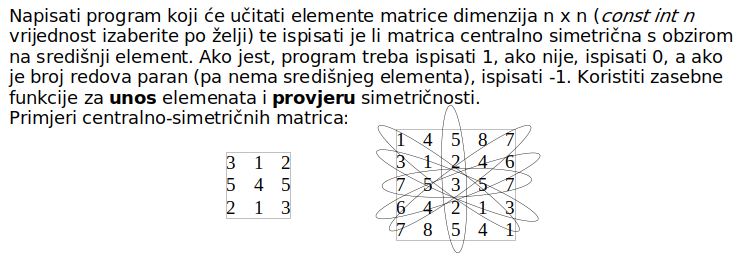 Napisati program koji će učitati elemente matrice dimenzija n x n (const int n
vrijednost izaberite po želji) te ispisati je li matrica centralno simetrična s obzirom
na središnji element. Ako jest, program treba ispisati 1, ako nije, ispisati 0, a ako
je broj redova paran (pa nema središnjeg elementa), ispisati -1. Koristiti zasebne
funkcije za unos elemenata i provjeru simetričnosti.
Primjeri centralno-simetričnih matrica:
3 1 2
5 4 5
2 1 3
1 4 5 8 7
3 1 2 4 6
7 5 3 5 7
6 4 2 1 3
7 8 5 4 1